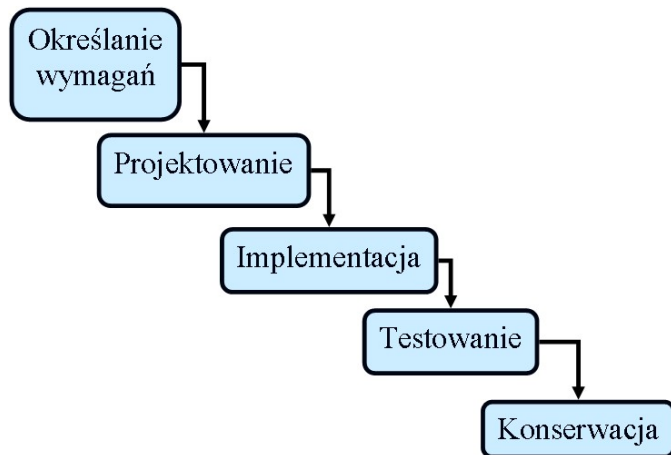 Określanie
wymagań
Projektowanie
Implementacja
Testowanie
Konserwacja